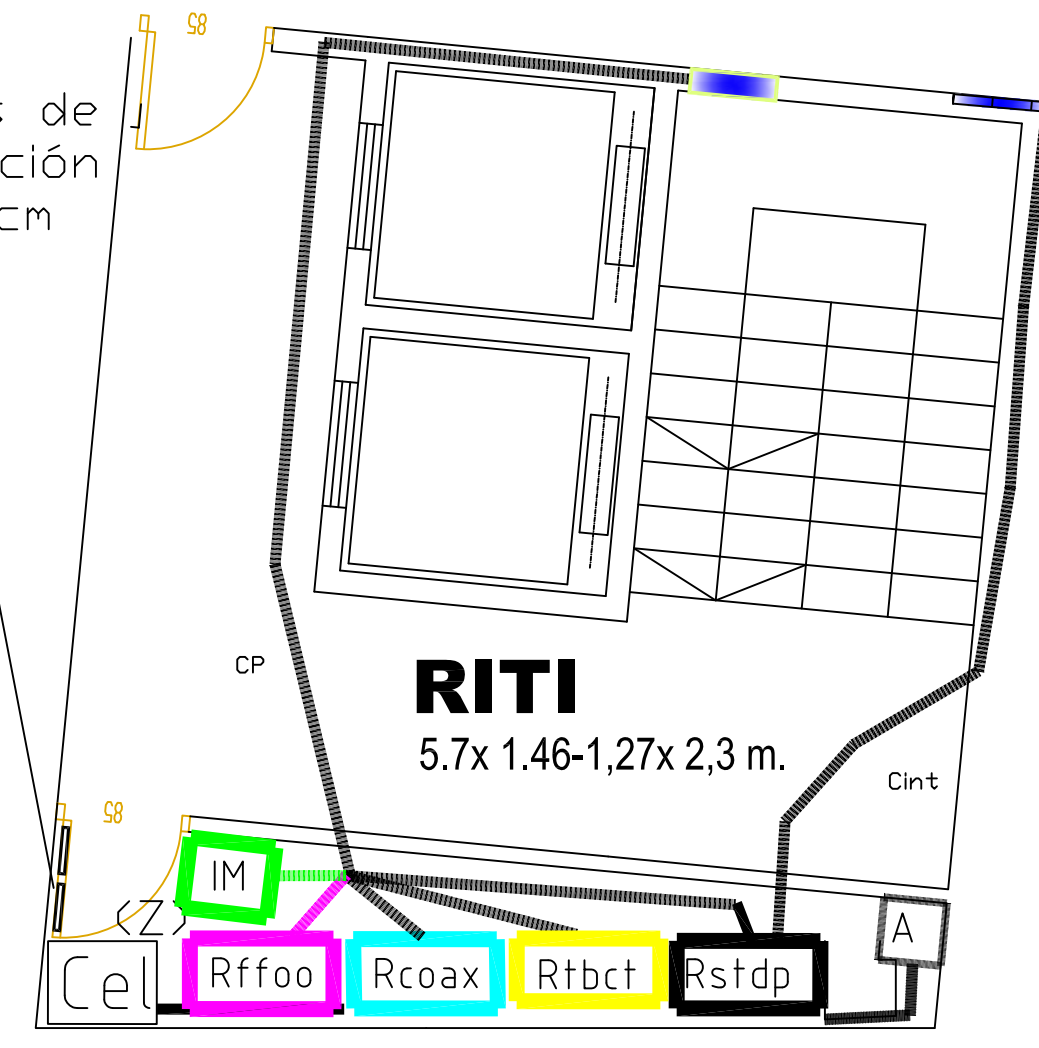 85
de
ción
cm
CP
RITI
5.7x 1.46-1,27x 2,3 m.
Cint
85
IM
(Z)
A
Cel
Rffoo
Rcoax
Rtbct
Rstdp